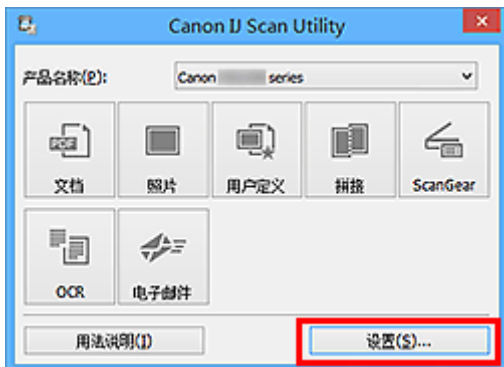 Canon IJ Scan Utility
产品名称(P): Canon series
文档 照片 用户定义 拼接 ScanGear
OCR 电子邮件
用法说明(I) 设置(S)...